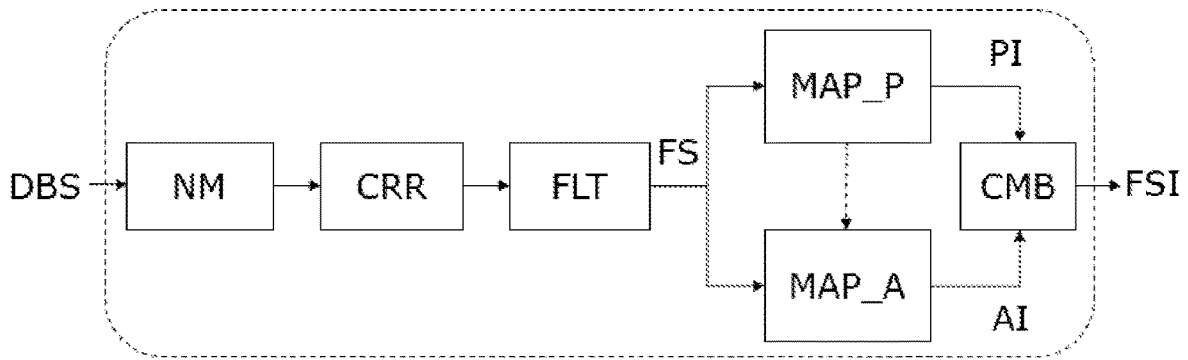 PI
MAP_P
FS
DBS
NM
CRR
FLT
CMB
FSI
MAP_A
AI